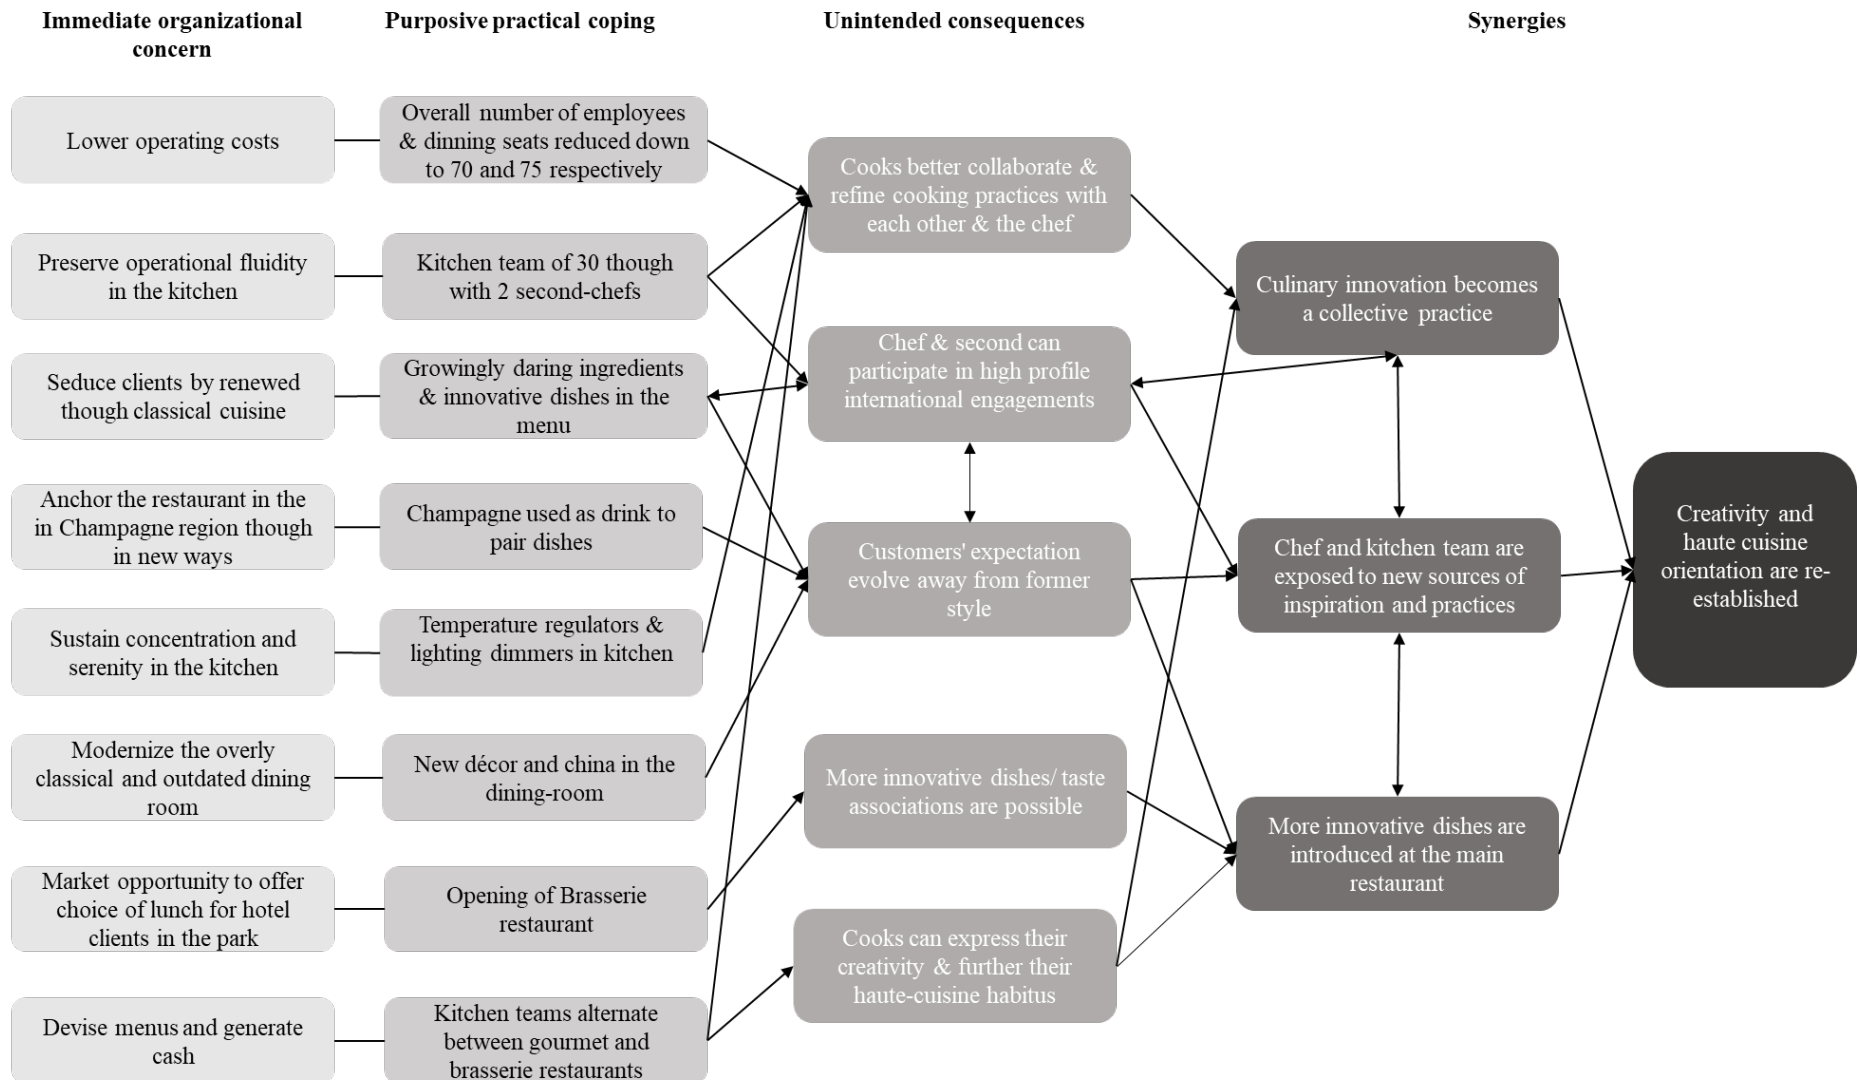 Immediate organizational
concern
Purposive practical coping
Unintended consequences
Synergies
Lower operating costs
Preserve operational fluidity
in the kitchen
Seduce clients by renewed
though classical cuisine
Anchor the restaurant in the
in Champagne region though
in new ways
Sustain concentration and
serenity in the kitchen
Modernize the overly
classical and outdated dining
room
Market opportunity to offer
choice of lunch for hotel
clients in the park
Devise menus and generate
cash
Overall number of employees
& dinning seats reduced down
to 70 and 75 respectively
Kitchen team of 30 though
with 2 second-chefs
Growingly daring ingredients
& innovative dishes in the
menu
Champagne used as drink to
pair dishes
Temperature regulators &
lighting dimmers in kitchen
New décor and china in the
dining-room
Opening of Brasserie
restaurant
Kitchen teams alternate
between gourmet and
brasserie restaurants
Cooks better collaborate &
refine cooking practices with
each other & the chef
Chef & second can
participate in high profile
international engagements
Customers' expectation
evolve away from former
style
More innovative dishes/ taste
associations are possible
Cooks can express their
creativity & further their
haute-cuisine habitus
Culinary innovation becomes
a collective practice
Chef and kitchen team are
exposed to new sources of
inspiration and practices
More innovative dishes are
introduced at the main
restaurant
Creativity and
haute cuisine
orientation are re-
established